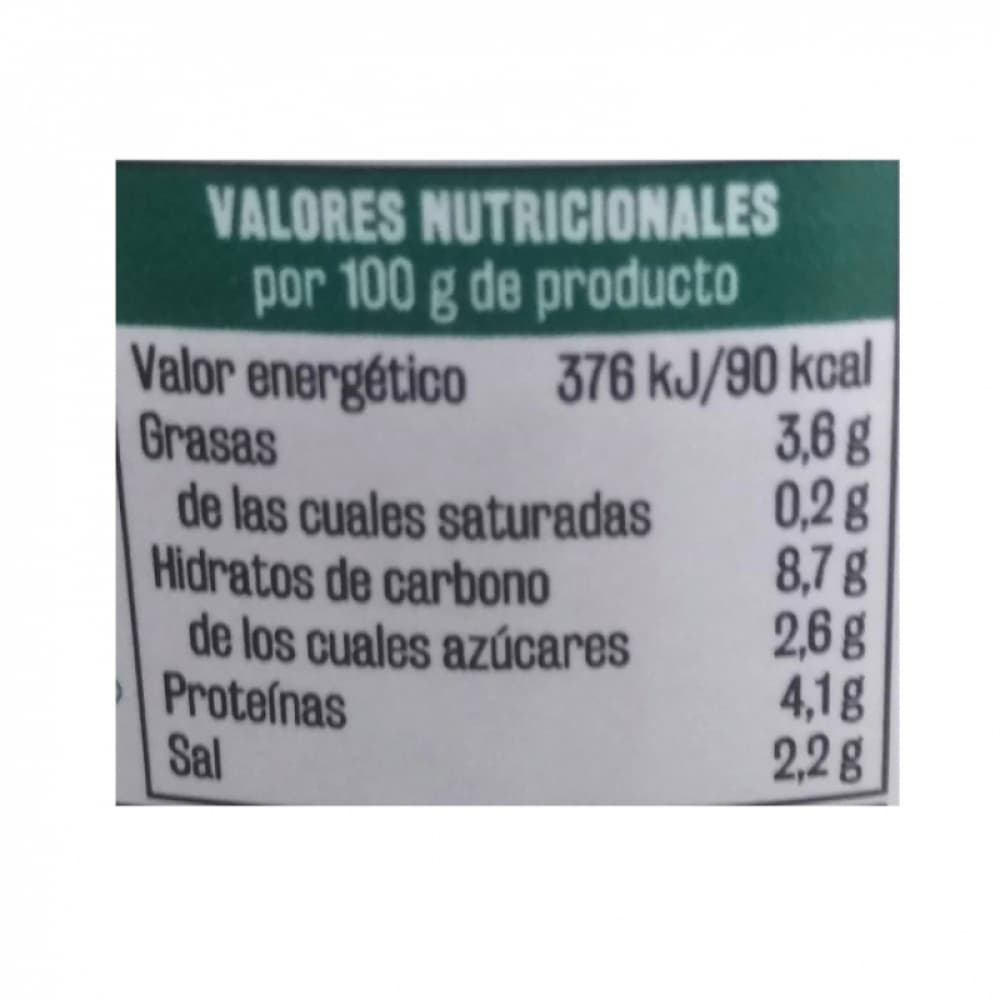 VALORES NUTRICIONALES
por 100 g de producto
Valor energético 376 kJ/90 kcal
Grasas 3,6 g
de las cuales saturadas 0,2 g
Hidratos de carbono 8,7 g
de los cuales azúcares 2,6 g
Proteínas 4,1 g
Sal 2,2 g